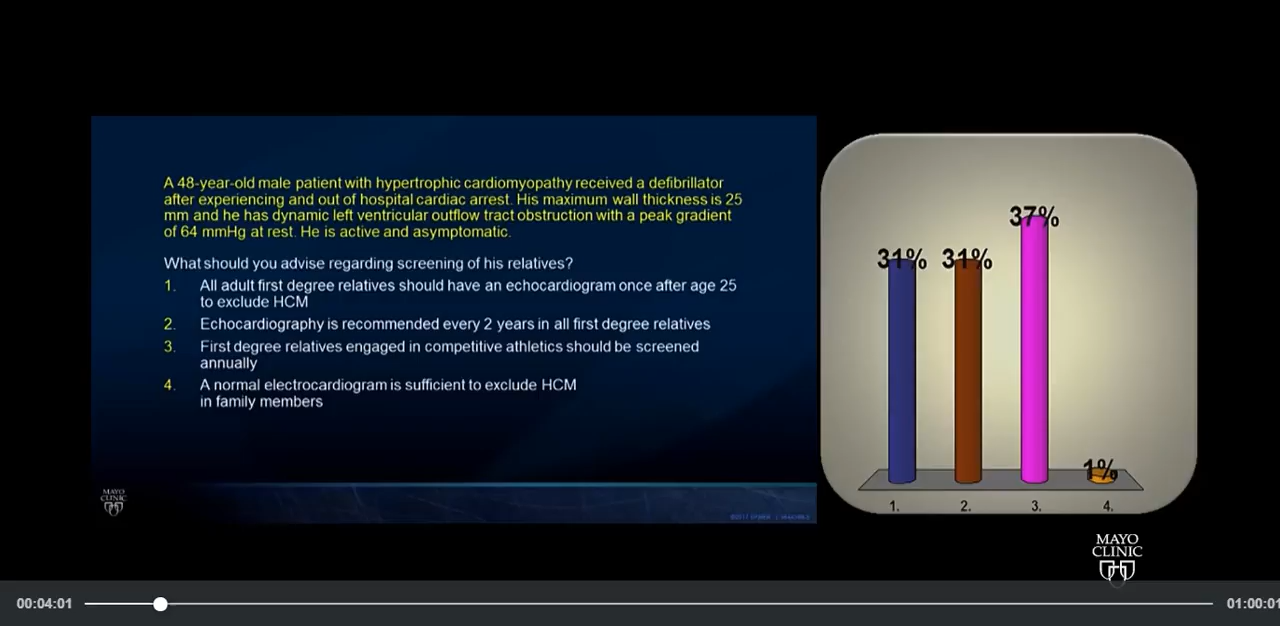 A 48-year-old male patient with hypertrophic cardiomyopathy received a defibrillator
after experiencing and out of hospital cardiac arrest. His maximum wall thickness is 25
mm and he has dynamic left ventricular outflow tract obstruction with a peak gradient
of 64 mmHg at rest. He is active and asymptomatic.
What should you advise regarding screening of his relatives?
1. All adult first degree relatives should have an echocardiogram once after age 25
to exclude HCM
2. Echocardiography is recommended every 2 years in all first degree relatives
3. First degree relatives engaged in competitive athletics should be screened
annually
4. A normal electrocardiogram is sufficient to exclude HCM
in family members
MAYO
CLINIC
37%
31% 31%
1%
1. 2. 3. 4.
MAYO
CLINIC
00:04:01 01:00:01